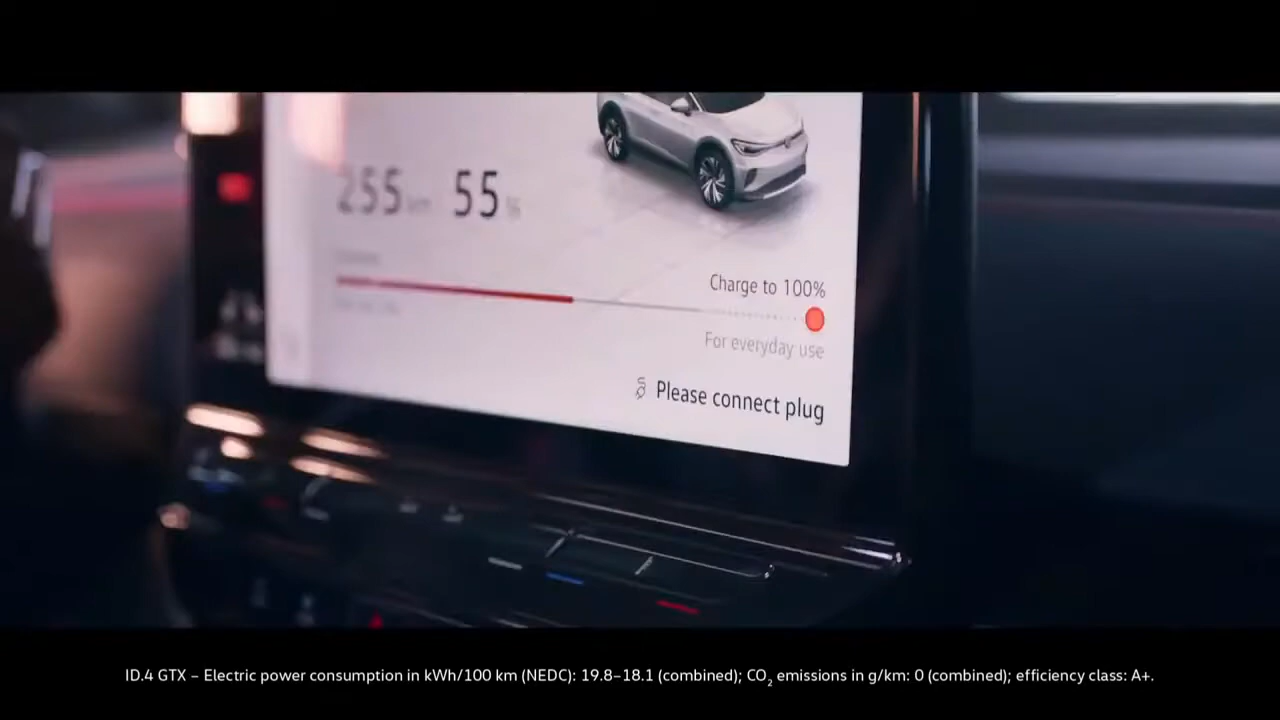 255 km 55 %
Charge to 100%
For everyday use
Please connect plug
ID.4 GTX – Electric power consumption in kWh/100 km (NEDC): 19.8–18.1 (combined); CO₂ emissions in g/km: 0 (combined); efficiency class: A+.